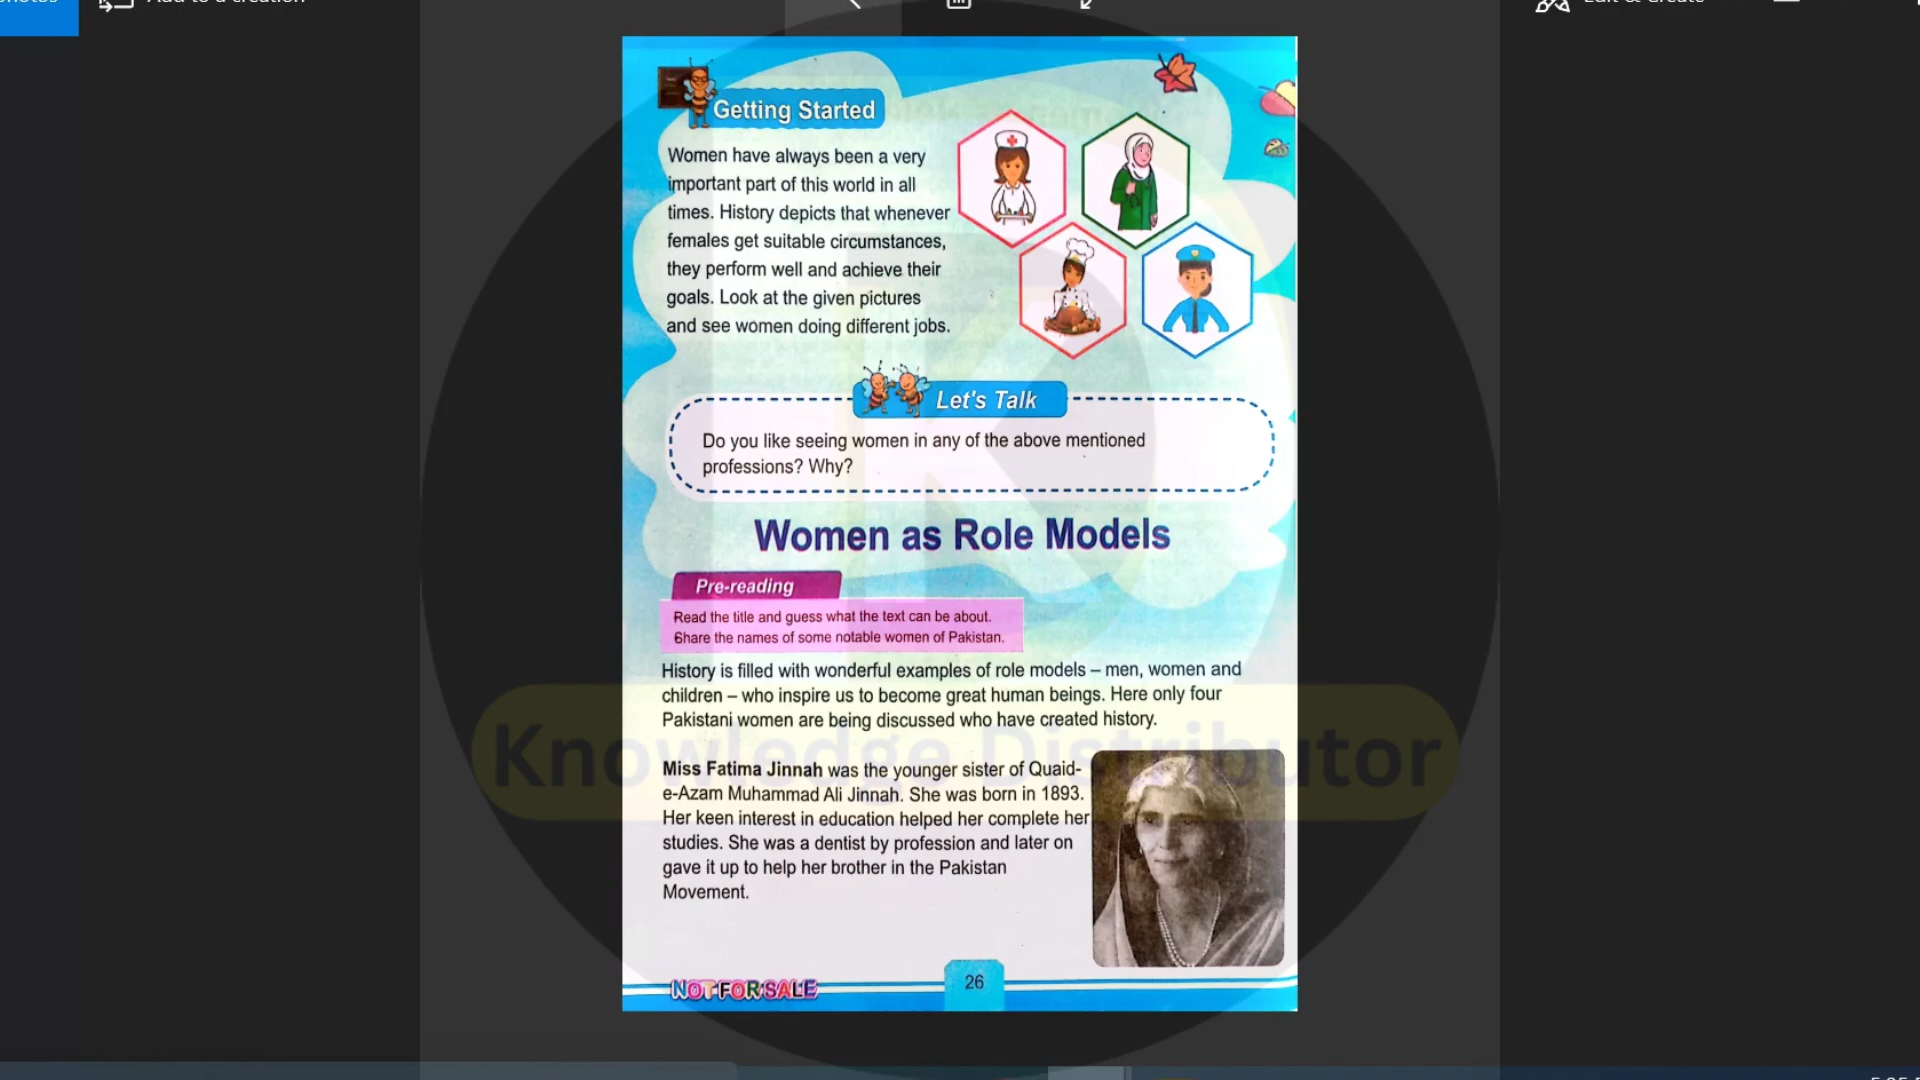 Getting Started
Women have always been a very
important part of this world in all
times. History depicts that whenever
females get suitable circumstances,
they perform well and achieve their
goals. Look at the given pictures
and see women doing different jobs.
Let's Talk
Do you like seeing women in any of the above mentioned
professions? Why?
Women as Role Models
Pre-reading
Read the title and guess what the text can be about.
Share the names of some notable women of Pakistan.
History is filled with wonderful examples of role models – men, women and
children – who inspire us to become great human beings. Here only four
Pakistani women are being discussed who have created history.
Knowledge Distributor
Miss Fatima Jinnah was the younger sister of Quaid-
e-Azam Muhammad Ali Jinnah. She was born in 1893.
Her keen interest in education helped her complete her
studies. She was a dentist by profession and later on
gave it up to help her brother in the Pakistan
Movement.
NOT FOR SALE
26